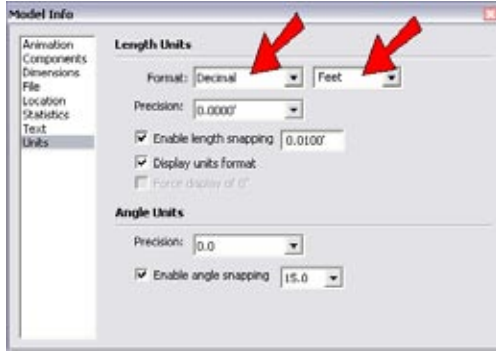 Model Info
Animation
Components
Dimensions
File
Location
Statistics
Text
Units
Length Units
Format: Decimal Feet
Precision: 0.0000'
Enable length snapping 0.0100'
Display units format
Force display of 0"
Angle Units
Precision: 0.0
Enable angle snapping 15.0